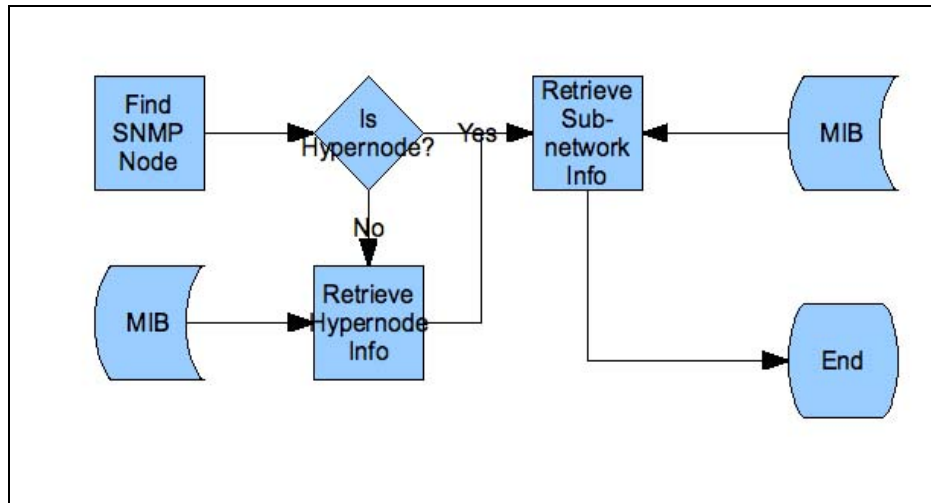 Find
SNMP
Node
Is
Hypernode?
Yes
Retrieve
Sub-
network
Info
MIB
No
MIB
Retrieve
Hypernode
Info
End